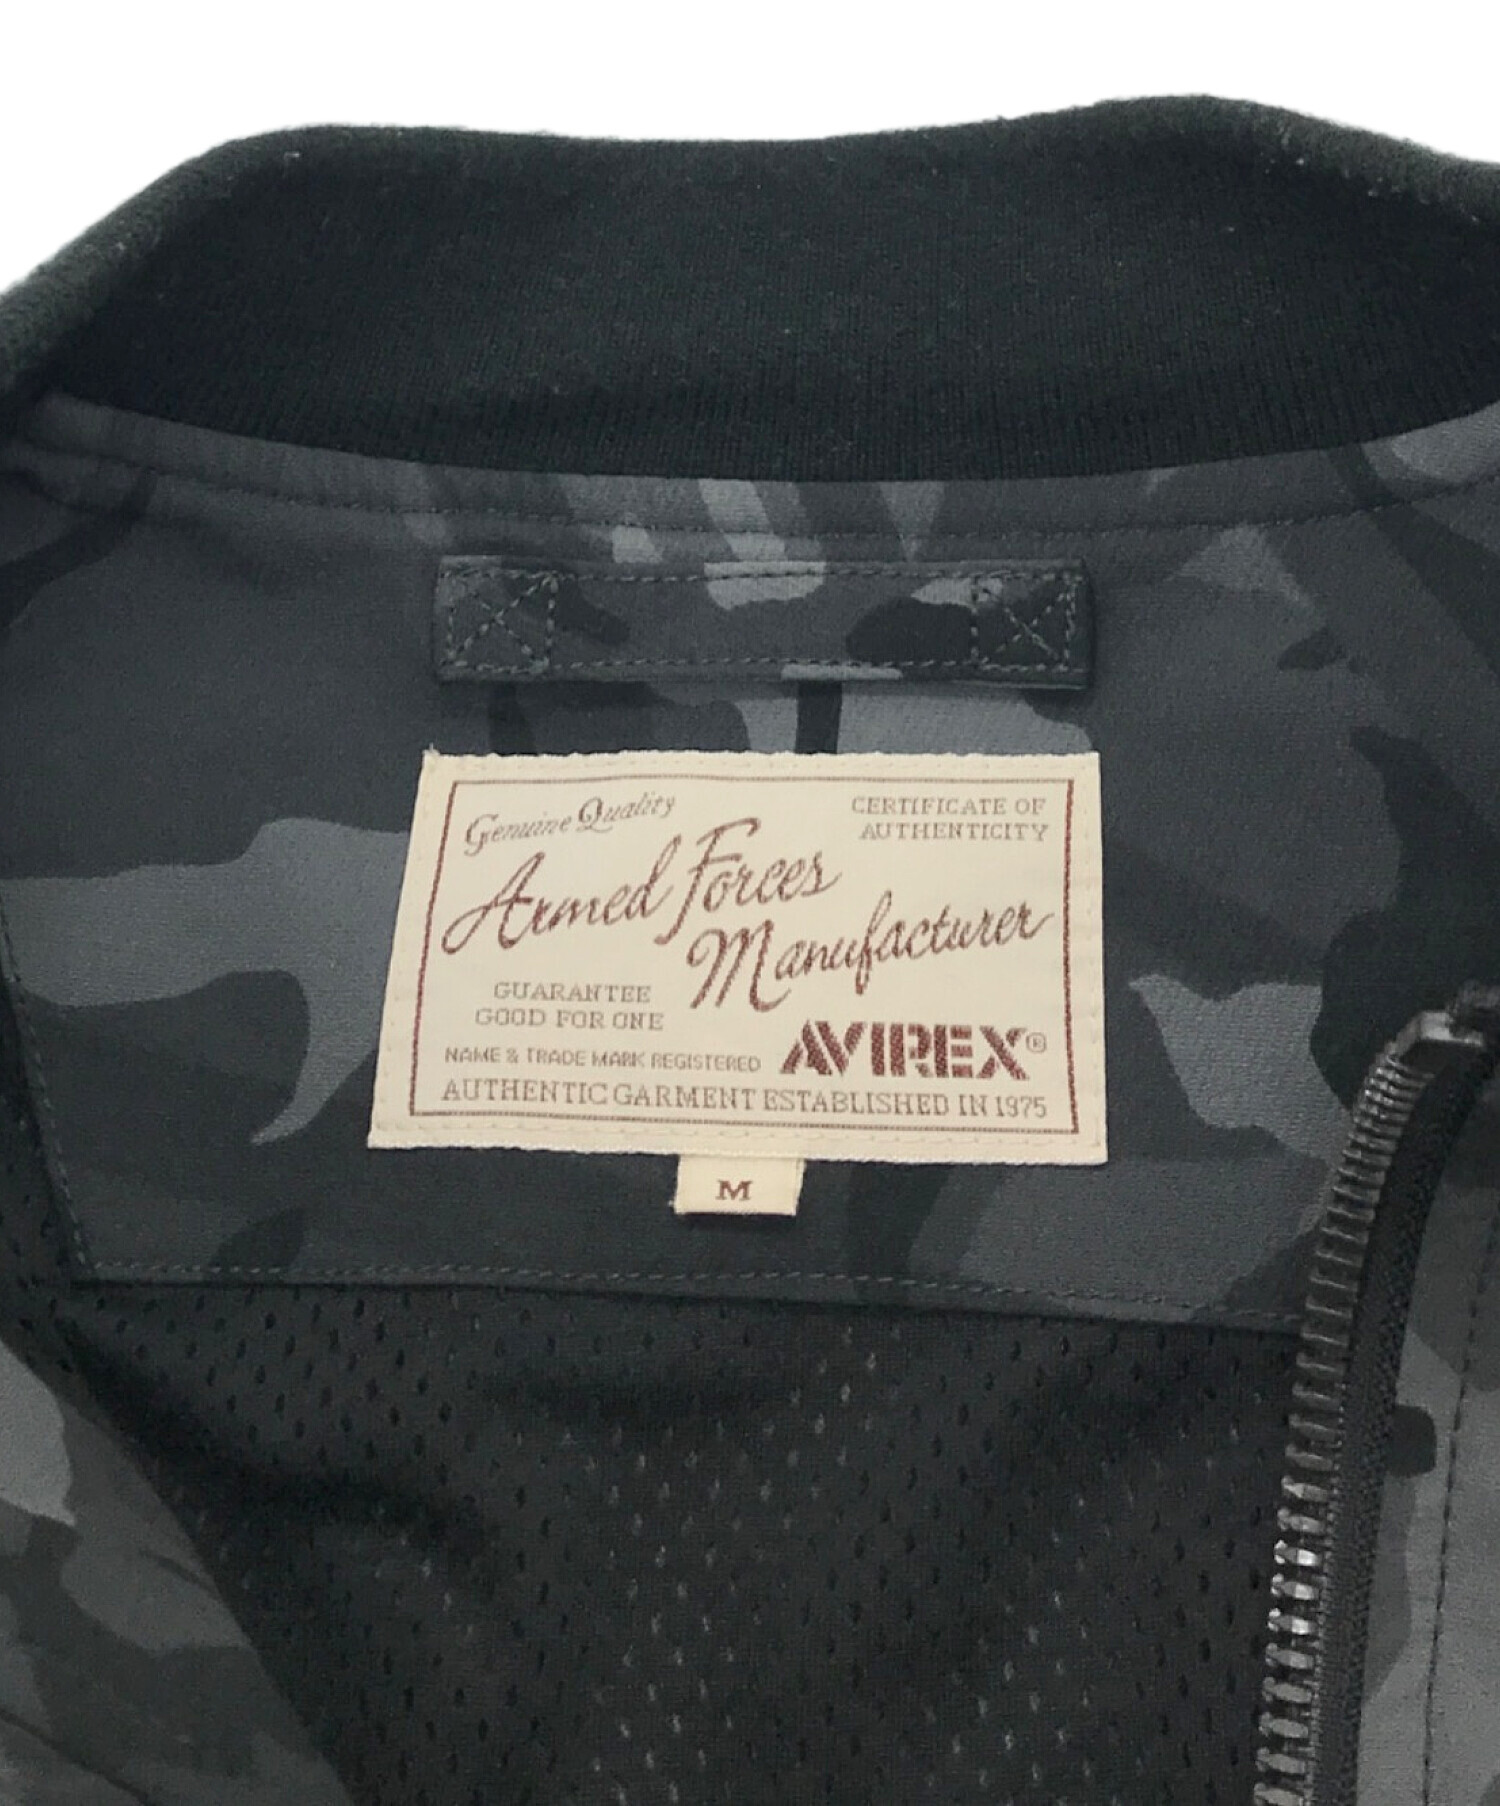 Genuine Quality
CERTIFICATE OF
AUTHENTICITY
Armed Forces
Manufacturer
GUARANTEE
GOOD FOR ONE
NAME & TRADE MARK REGISTERED
AVIREX®
AUTHENTIC GARMENT ESTABLISHED IN 1975
M